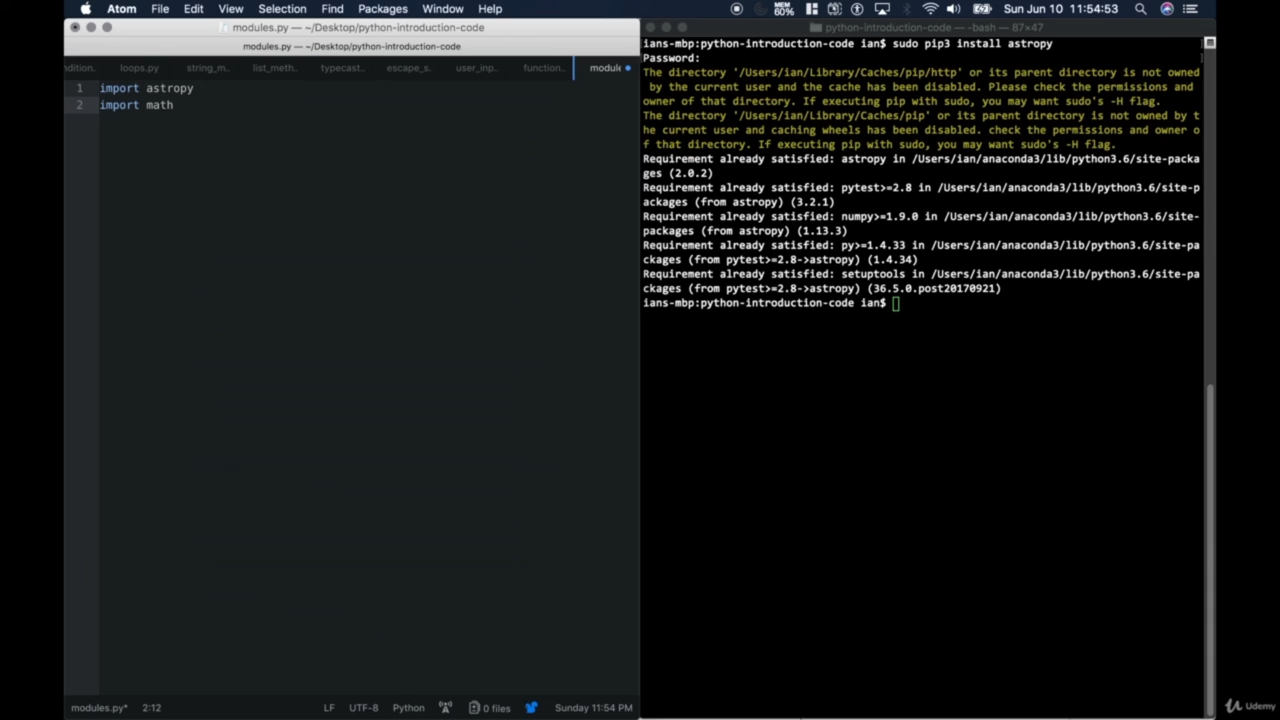 Atom File Edit View Selection Find Packages Window Help MEM 60% Sun Jun 10 11:54:53
modules.py — ~/Desktop/python-introduction-code
modules.py — ~/Desktop/python-introduction-code
ndition. loops.py string_m.. list_meth.. typecast.. escape_s. user_inp.. function.. module
1 import astropy
2 import math
modules.py* 2:12 LF UTF-8 Python 0 files Sunday 11:54 PM
python-introduction-code — -bash — 87×47
ians-mbp:python-introduction-code ian$ sudo pip3 install astropy
Password:
The directory '/Users/ian/Library/Caches/pip/http' or its parent directory is not owned
by the current user and the cache has been disabled. Please check the permissions and
owner of that directory. If executing pip with sudo, you may want sudo's -H flag.
The directory '/Users/ian/Library/Caches/pip' or its parent directory is not owned by t
he current user and caching wheels has been disabled. check the permissions and owner o
f that directory. If executing pip with sudo, you may want sudo's -H flag.
Requirement already satisfied: astropy in /Users/ian/anaconda3/lib/python3.6/site-packa
ges (2.0.2)
Requirement already satisfied: pytest>=2.8 in /Users/ian/anaconda3/lib/python3.6/site-p
ackages (from astropy) (3.2.1)
Requirement already satisfied: numpy>=1.9.0 in /Users/ian/anaconda3/lib/python3.6/site-
packages (from astropy) (1.13.3)
Requirement already satisfied: py>=1.4.33 in /Users/ian/anaconda3/lib/python3.6/site-pa
ckages (from pytest>=2.8->astropy) (1.4.34)
Requirement already satisfied: setuptools in /Users/ian/anaconda3/lib/python3.6/site-pa
ckages (from pytest>=2.8->astropy) (36.5.0.post20170921)
ians-mbp:python-introduction-code ian$
Udemy